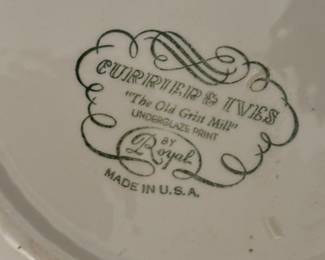 CURRIER & IVES
"The Old Grist Mill"
UNDERGLAZE PRINT
BY
Royal
MADE IN U.S.A.